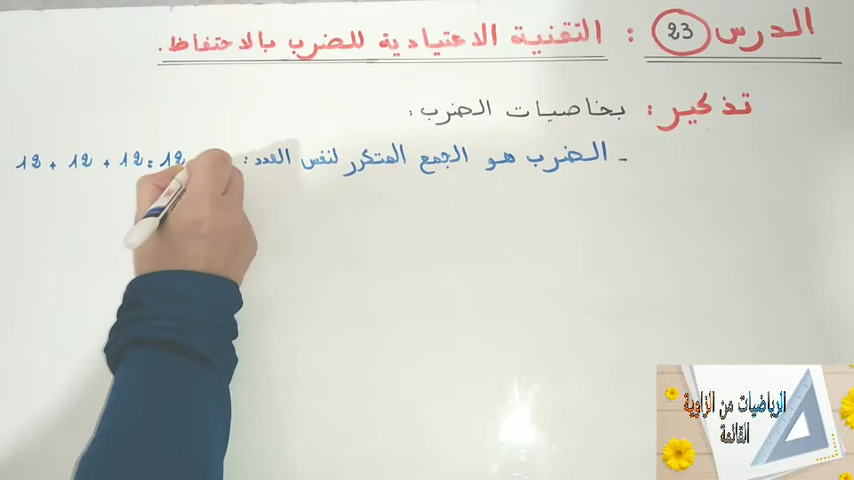 الدرس 23 : التقنية الاعتيادية للضرب بالاحتفاظ.
تذكير: بخاصيات الضرب:
- الضرب هو الجمع المتكرر لنفس العدد: 12 + 12 + 12 = 12
الرياضيات من الزاوية
القائمة